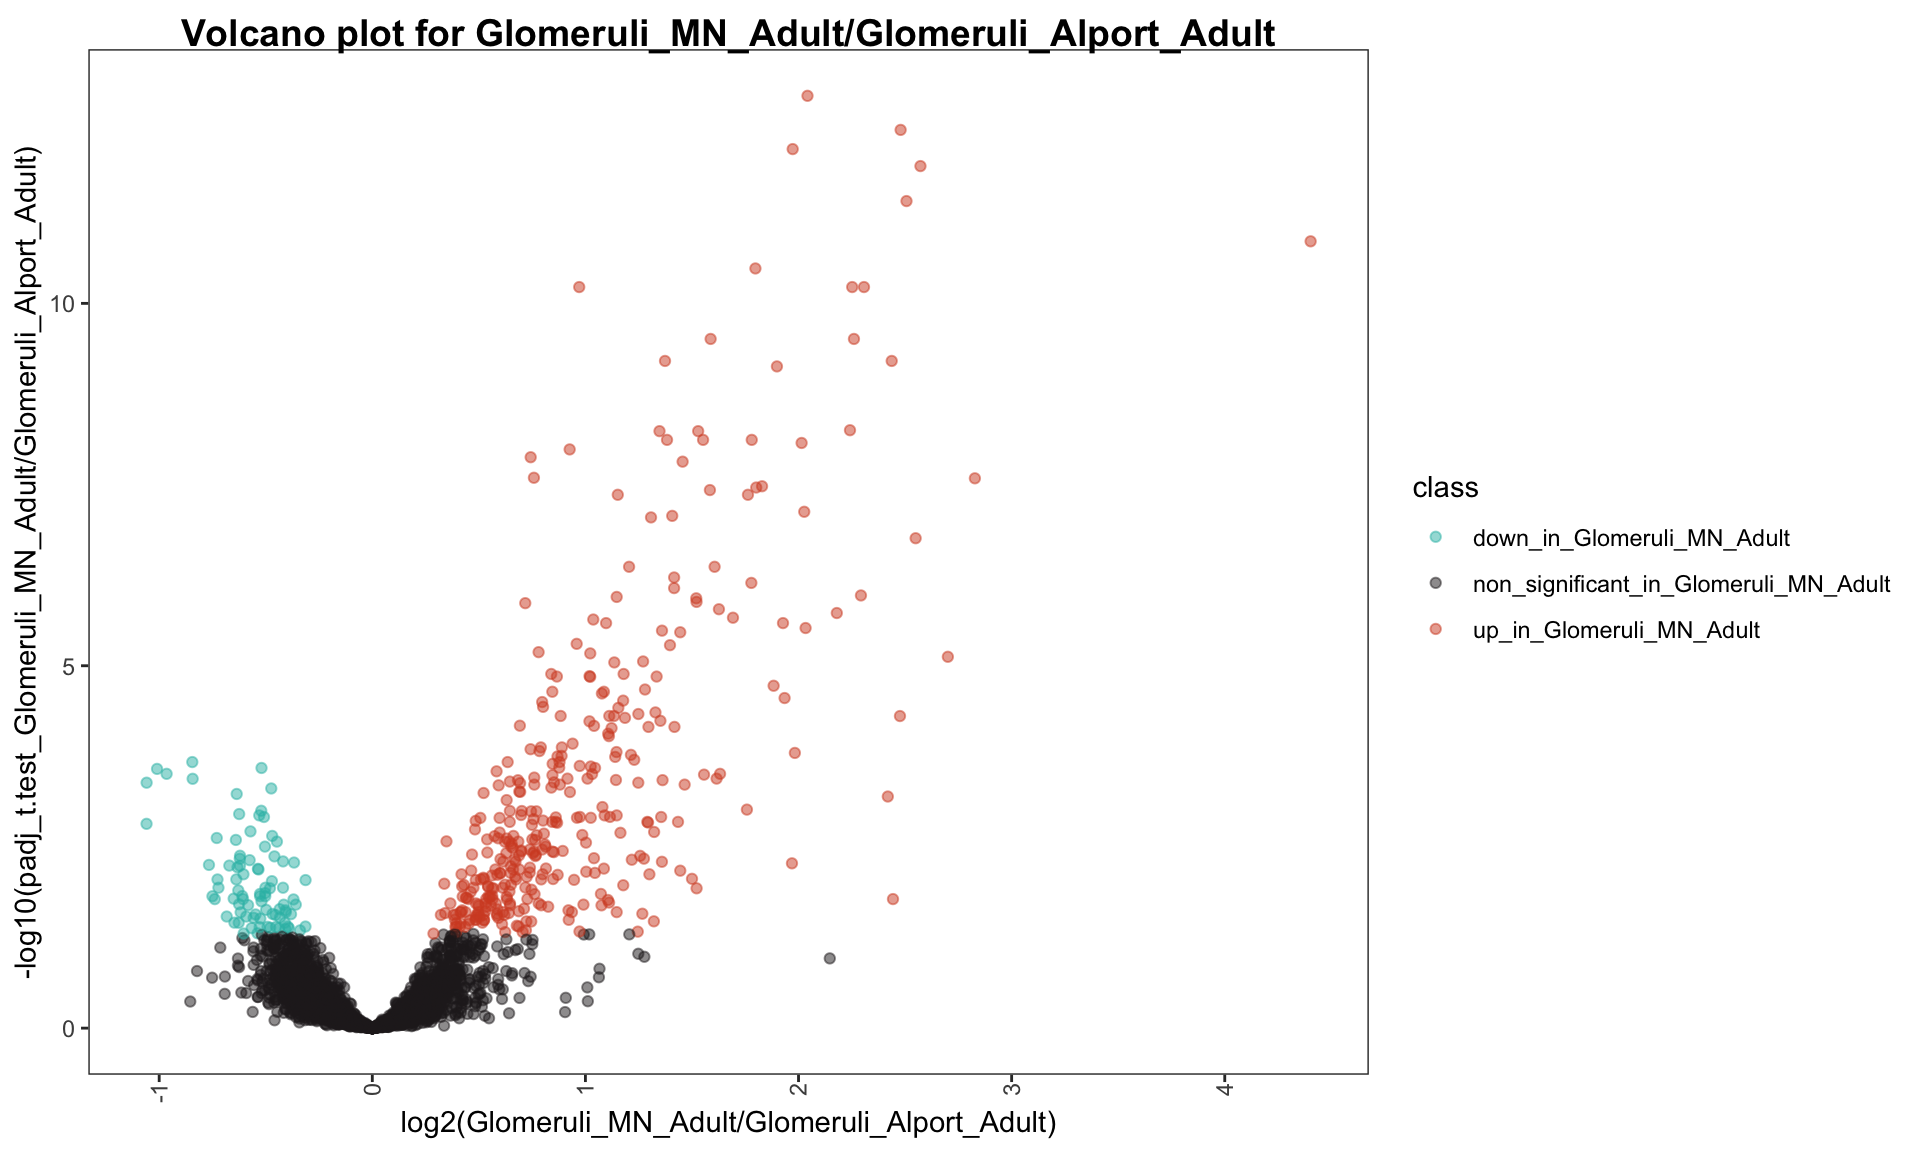 Volcano plot for Glomeruli_MN_Adult/Glomeruli_Alport_Adult
-log10(padj_t.test_Glomeruli_MN_Adult/Glomeruli_Alport_Adult)
10
5
0
-1
0
1
2
3
4
log2(Glomeruli_MN_Adult/Glomeruli_Alport_Adult)
class
down_in_Glomeruli_MN_Adult
non_significant_in_Glomeruli_MN_Adult
up_in_Glomeruli_MN_Adult